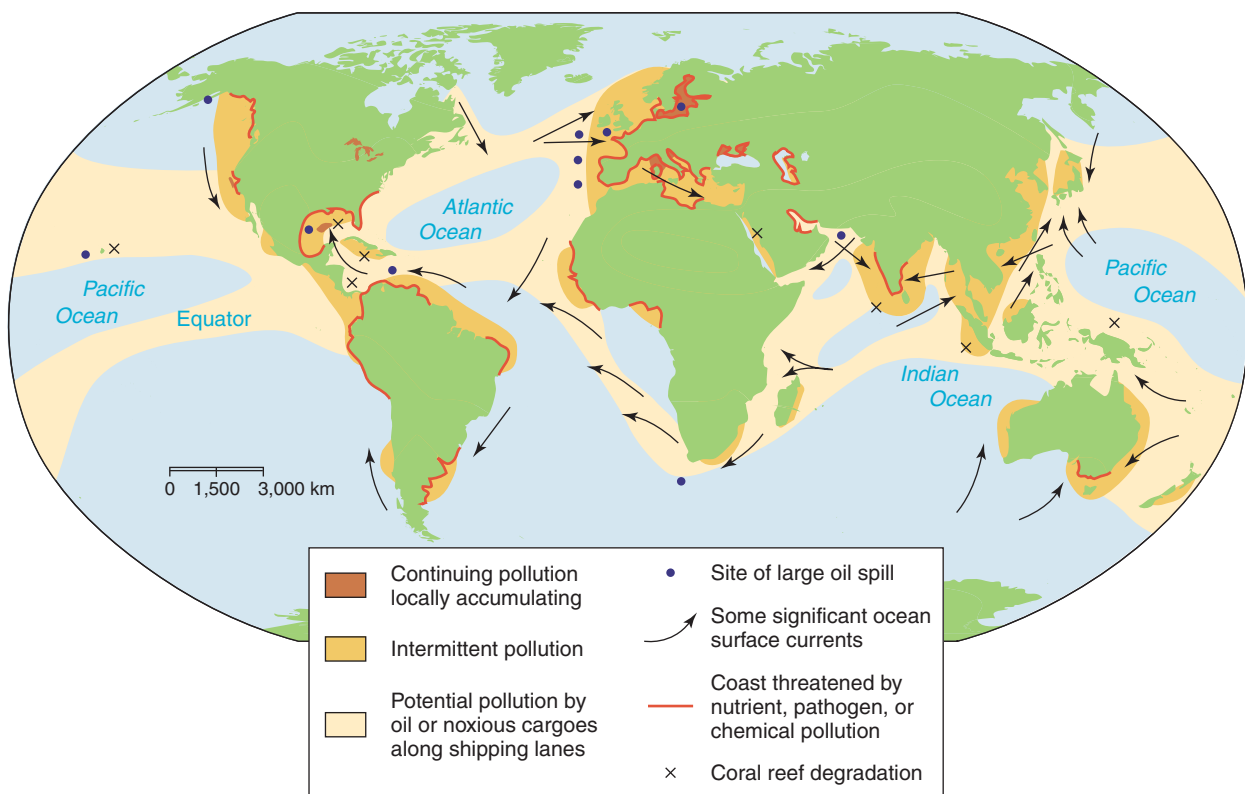 Atlantic
Ocean
Pacific
Ocean
Equator
Pacific
Ocean
Indian
Ocean
0 1,500 3,000 km
Continuing pollution
locally accumulating
Intermittent pollution
Potential pollution by
oil or noxious cargoes
along shipping lanes
Site of large oil spill
Some significant ocean
surface currents
Coast threatened by
nutrient, pathogen, or
chemical pollution
Coral reef degradation